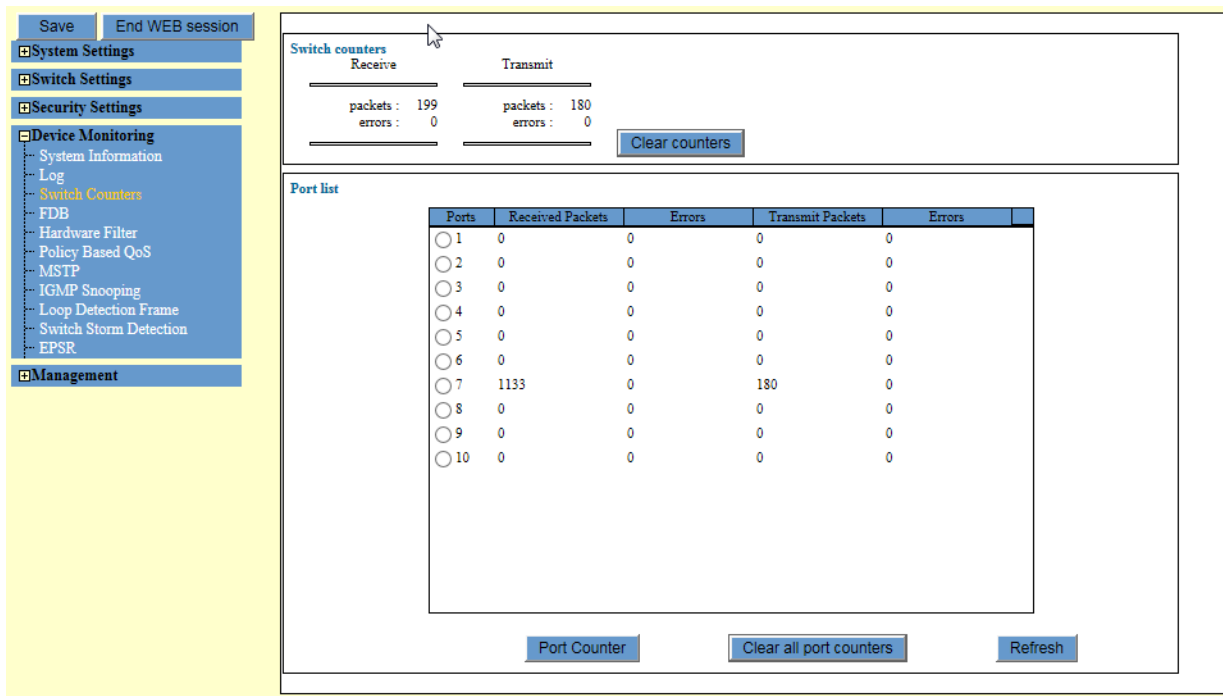 Save End WEB session
System Settings
Switch Settings
Security Settings
Device Monitoring
System Information
Log
Switch Counters
FDB
Hardware Filter
Policy Based QoS
MSTP
IGMP Snooping
Loop Detection Frame
Switch Storm Detection
EPSR
Management
Switch counters
Receive Transmit
packets : 199 packets : 180
errors : 0 errors : 0
Clear counters
Port list
Ports Received Packets Errors Transmit Packets Errors
1 0 0 0 0
2 0 0 0 0
3 0 0 0 0
4 0 0 0 0
5 0 0 0 0
6 0 0 0 0
7 1133 0 180 0
8 0 0 0 0
9 0 0 0 0
10 0 0 0 0
Port Counter Clear all port counters Refresh